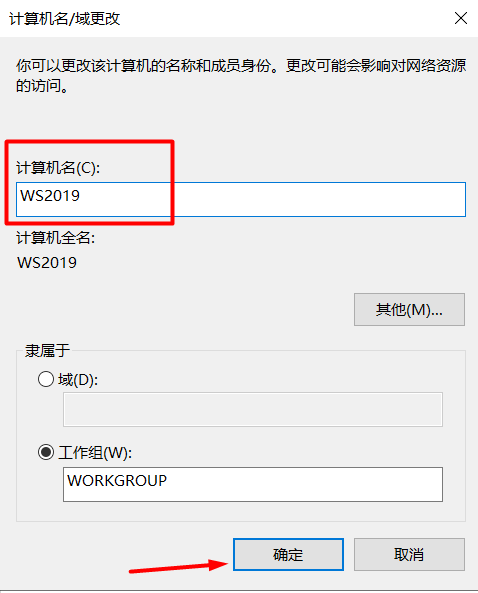 计算机名/域更改
你可以更改该计算机的名称和成员身份。更改可能会影响对网络资源
的访问。
计算机名(C):
WS2019
计算机全名:
WS2019
其他(M)...
隶属于
域(D):
工作组(W):
WORKGROUP
确定
取消